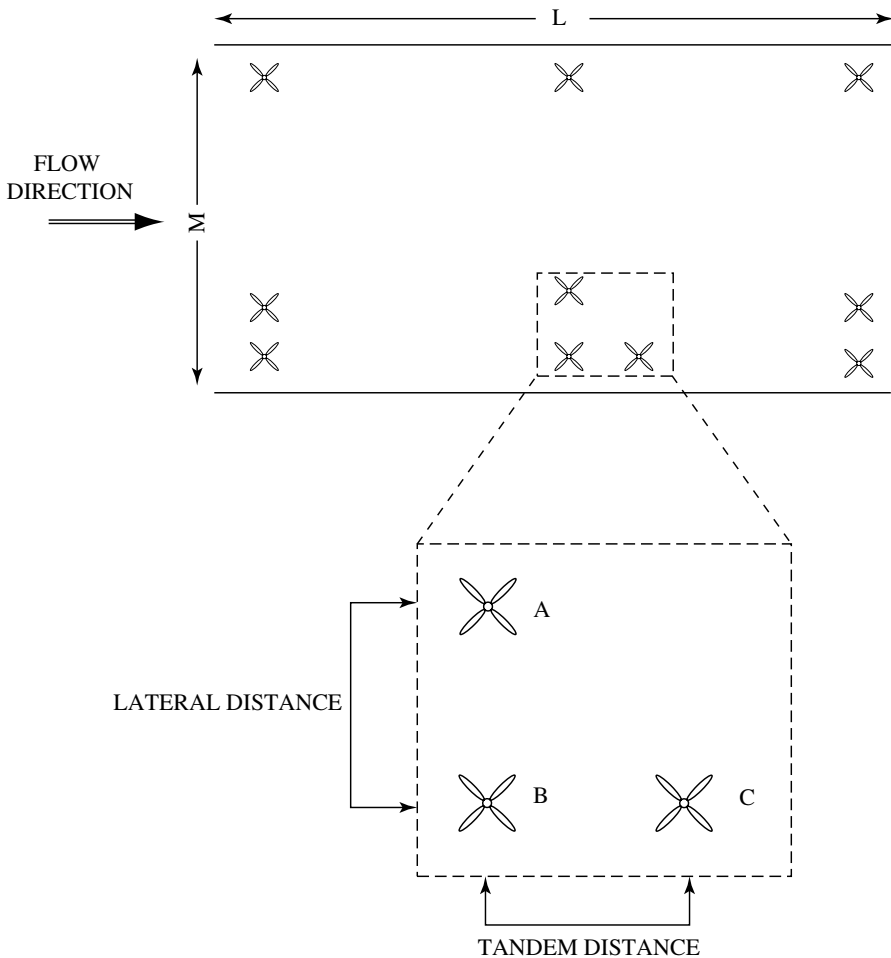 L
FLOW
DIRECTION
M
A
LATERAL DISTANCE
B
C
TANDEM DISTANCE